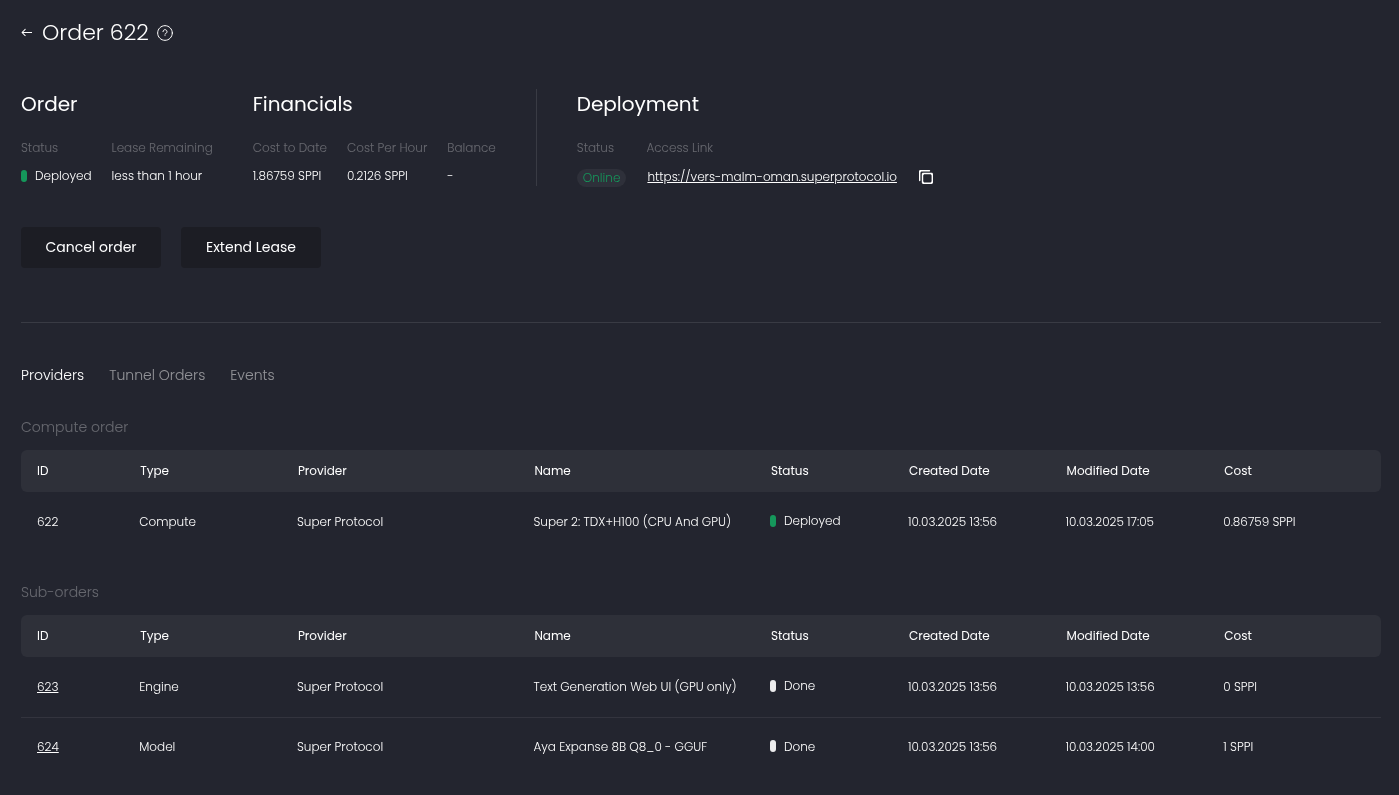 ← Order 622 ?
Order
Status Lease Remaining
Deployed less than 1 hour
Financials
Cost to Date Cost Per Hour Balance
1.86759 SPPI 0.2126 SPPI -
Deployment
Status Access Link
Online https://vers-malm-oman.superprotocol.io
Cancel order Extend Lease
Providers Tunnel Orders Events
Compute order
ID Type Provider Name Status Created Date Modified Date Cost
622 Compute Super Protocol Super 2: TDX+H100 (CPU And GPU) Deployed 10.03.2025 13:56 10.03.2025 17:05 0.86759 SPPI
Sub-orders
ID Type Provider Name Status Created Date Modified Date Cost
623 Engine Super Protocol Text Generation Web UI (GPU only) Done 10.03.2025 13:56 10.03.2025 13:56 0 SPPI
624 Model Super Protocol Aya Expanse 8B Q8_0 - GGUF Done 10.03.2025 13:56 10.03.2025 14:00 1 SPPI